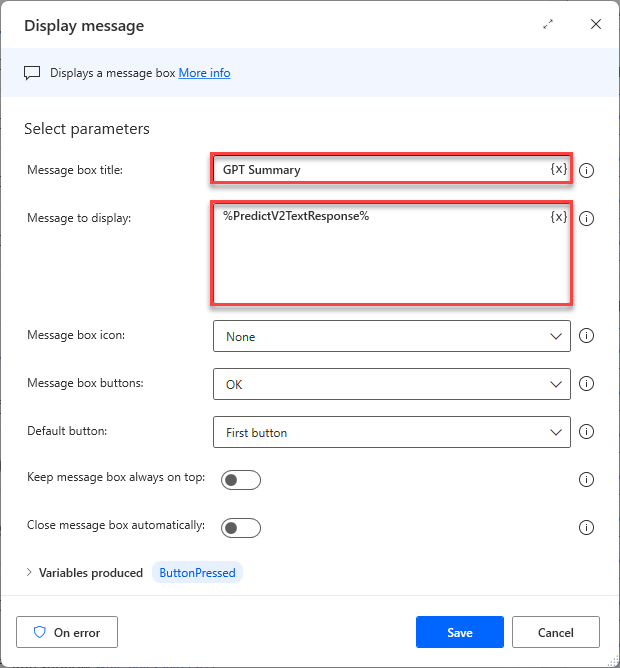 Display message
Displays a message box More info
Select parameters
Message box title:
GPT Summary
{x}
Message to display:
%PredictV2TextResponse%
{x}
Message box icon:
None
Message box buttons:
OK
Default button:
First button
Keep message box always on top:
Close message box automatically:
Variables produced ButtonPressed
On error
Save
Cancel